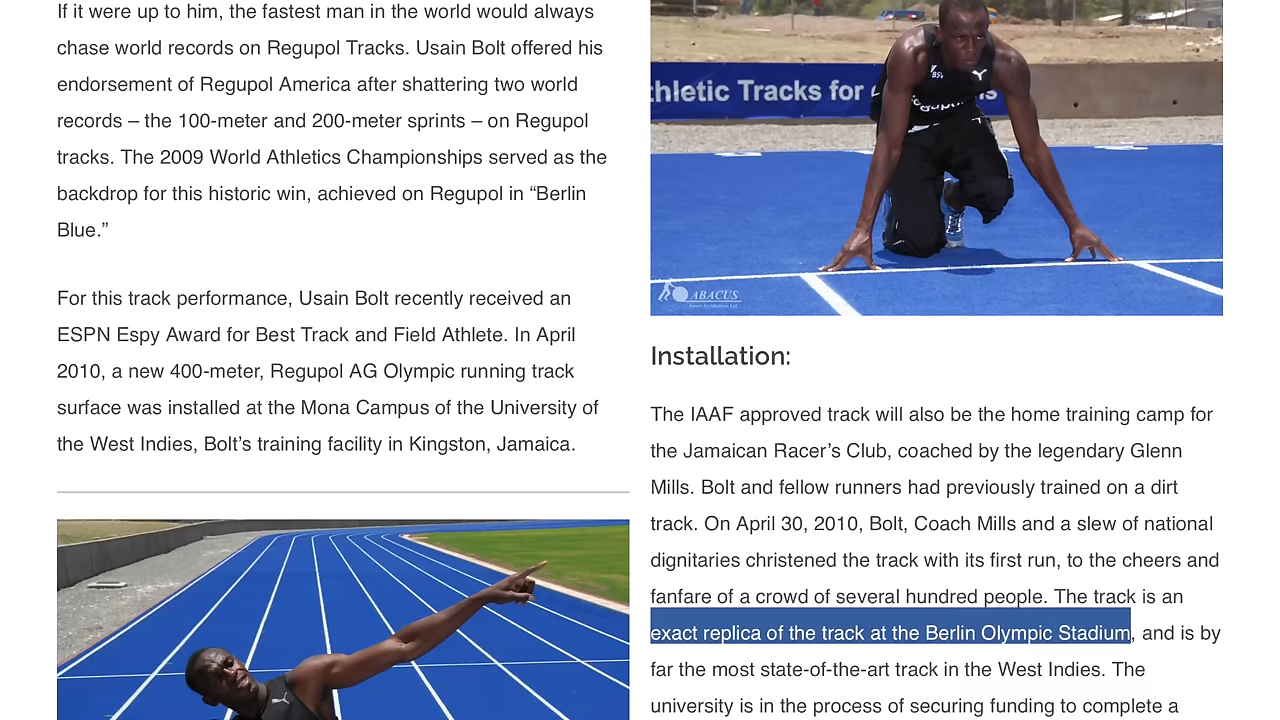 If it were up to him, the fastest man in the world would always
chase world records on Regupol Tracks. Usain Bolt offered his
endorsement of Regupol America after shattering two world
records – the 100-meter and 200-meter sprints – on Regupol
tracks. The 2009 World Athletics Championships served as the
backdrop for this historic win, achieved on Regupol in “Berlin
Blue.”
For this track performance, Usain Bolt recently received an
ESPN Espy Award for Best Track and Field Athlete. In April
2010, a new 400-meter, Regupol AG Olympic running track
surface was installed at the Mona Campus of the University of
the West Indies, Bolt’s training facility in Kingston, Jamaica.
thletic Tracks for
BSW
ABACUS
Installation:
The IAAF approved track will also be the home training camp for
the Jamaican Racer’s Club, coached by the legendary Glenn
Mills. Bolt and fellow runners had previously trained on a dirt
track. On April 30, 2010, Bolt, Coach Mills and a slew of national
dignitaries christened the track with its first run, to the cheers and
fanfare of a crowd of several hundred people. The track is an
exact replica of the track at the Berlin Olympic Stadium, and is by
far the most state-of-the-art track in the West Indies. The
university is in the process of securing funding to complete a